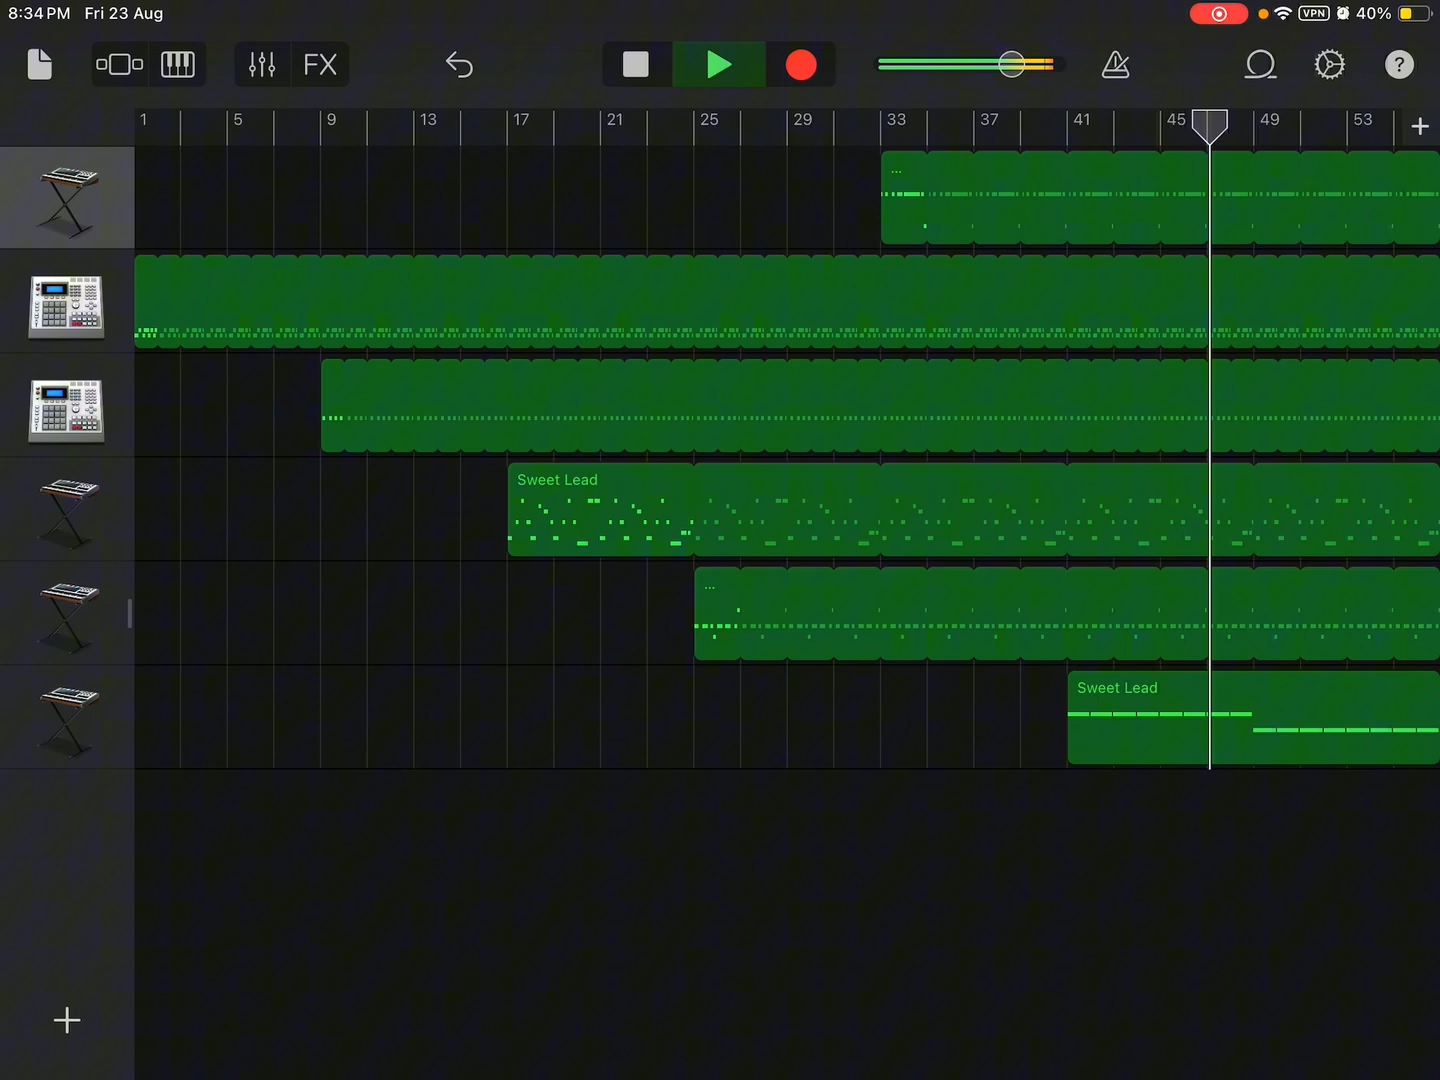 8:34 PM Fri 23 Aug VPN 40%
FX ?
1 5 9 13 17 21 25 29 33 37 41 45 49 53
...
Sweet Lead
...
Sweet Lead